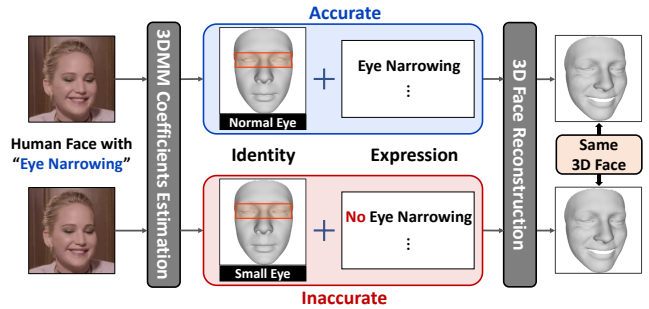 Accurate
3DMM Coefficients Estimation
Eye Narrowing
⋮
Normal Eye
3D Face Reconstruction
Human Face with
“Eye Narrowing”
Identity
Expression
Same
3D Face
No Eye Narrowing
⋮
Small Eye
Inaccurate